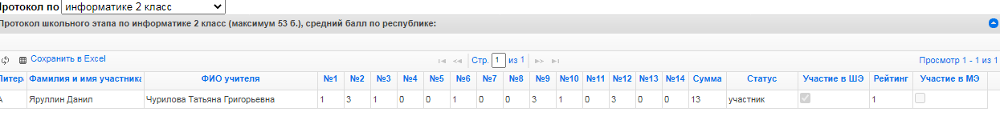 Протокол по информатике 2 класс
Протокол школьного этапа по информатике 2 класс (максимум 53 б.), средний балл по республике:
Сохранить в Excel Стр. 1 из 1 Просмотр 1 - 1 из 1
Литер Фамилия и имя участника ФИО учителя №1 №2 №3 №4 №5 №6 №7 №8 №9 №10 №11 №12 №13 №14 Сумма Статус Участие в ШЭ Рейтинг Участие в МЭ
А Яруллин Данил Чурилова Татьяна Григорьевна 1 3 1 0 0 1 0 0 3 1 0 3 0 0 13 участник 1